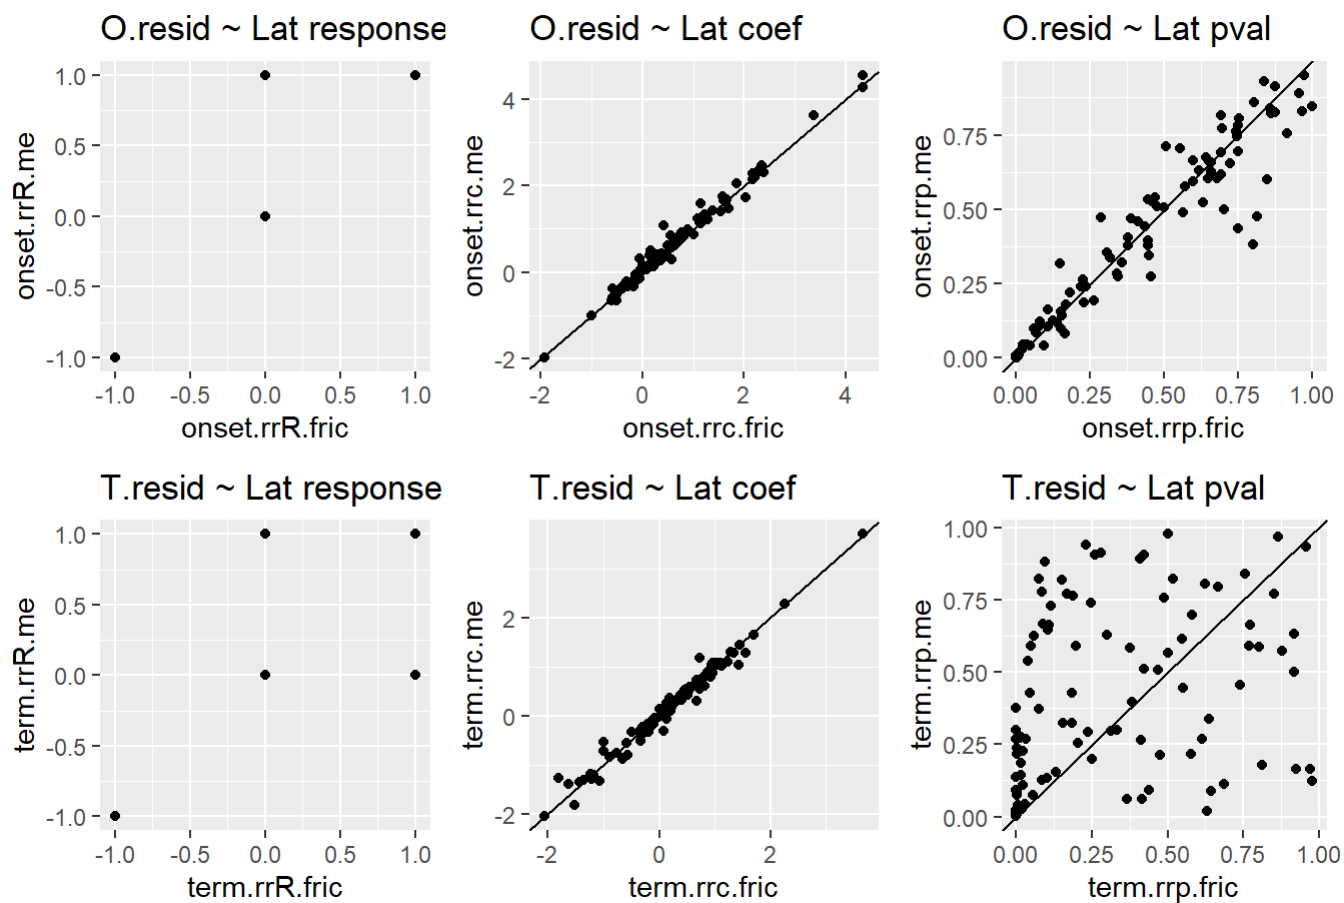 O.resid ~ Lat response
onset.rrR.me
1.0
0.5
0.0
-0.5
-1.0
-1.0 -0.5 0.0 0.5 1.0
onset.rrR.fric
O.resid ~ Lat coef
onset.rrc.me
4
2
0
-2
-2 0 2 4
onset.rrc.fric
O.resid ~ Lat pval
onset.rrp.me
0.75
0.50
0.25
0.00
0.00 0.25 0.50 0.75 1.00
onset.rrp.fric
T.resid ~ Lat response
term.rrR.me
1.0
0.5
0.0
-0.5
-1.0
-1.0 -0.5 0.0 0.5 1.0
term.rrR.fric
T.resid ~ Lat coef
term.rrc.me
2
0
-2
-2 0 2
term.rrc.fric
T.resid ~ Lat pval
term.rrp.me
1.00
0.75
0.50
0.25
0.00
0.00 0.25 0.50 0.75 1.00
term.rrp.fric